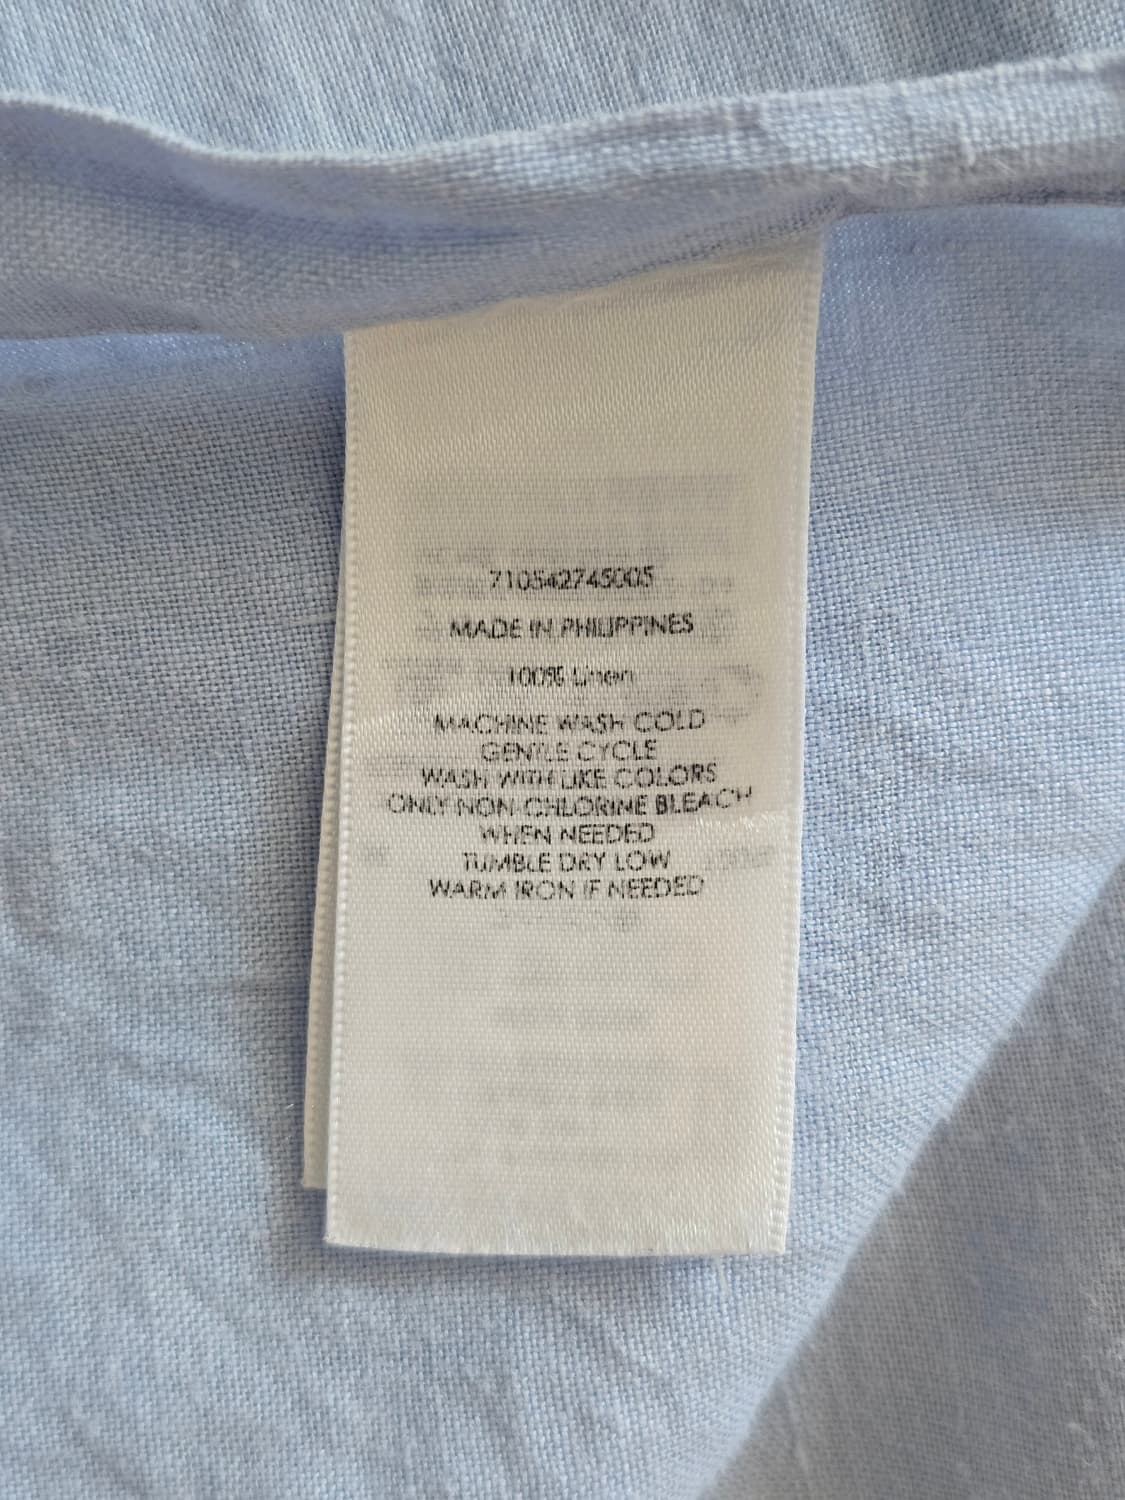 710542745005
MADE IN PHILIPPINES
100% Linen
MACHINE WASH COLD
GENTLE CYCLE
WASH WITH LIKE COLORS
ONLY NON-CHLORINE BLEACH
WHEN NEEDED
TUMBLE DRY LOW
WARM IRON IF NEEDED